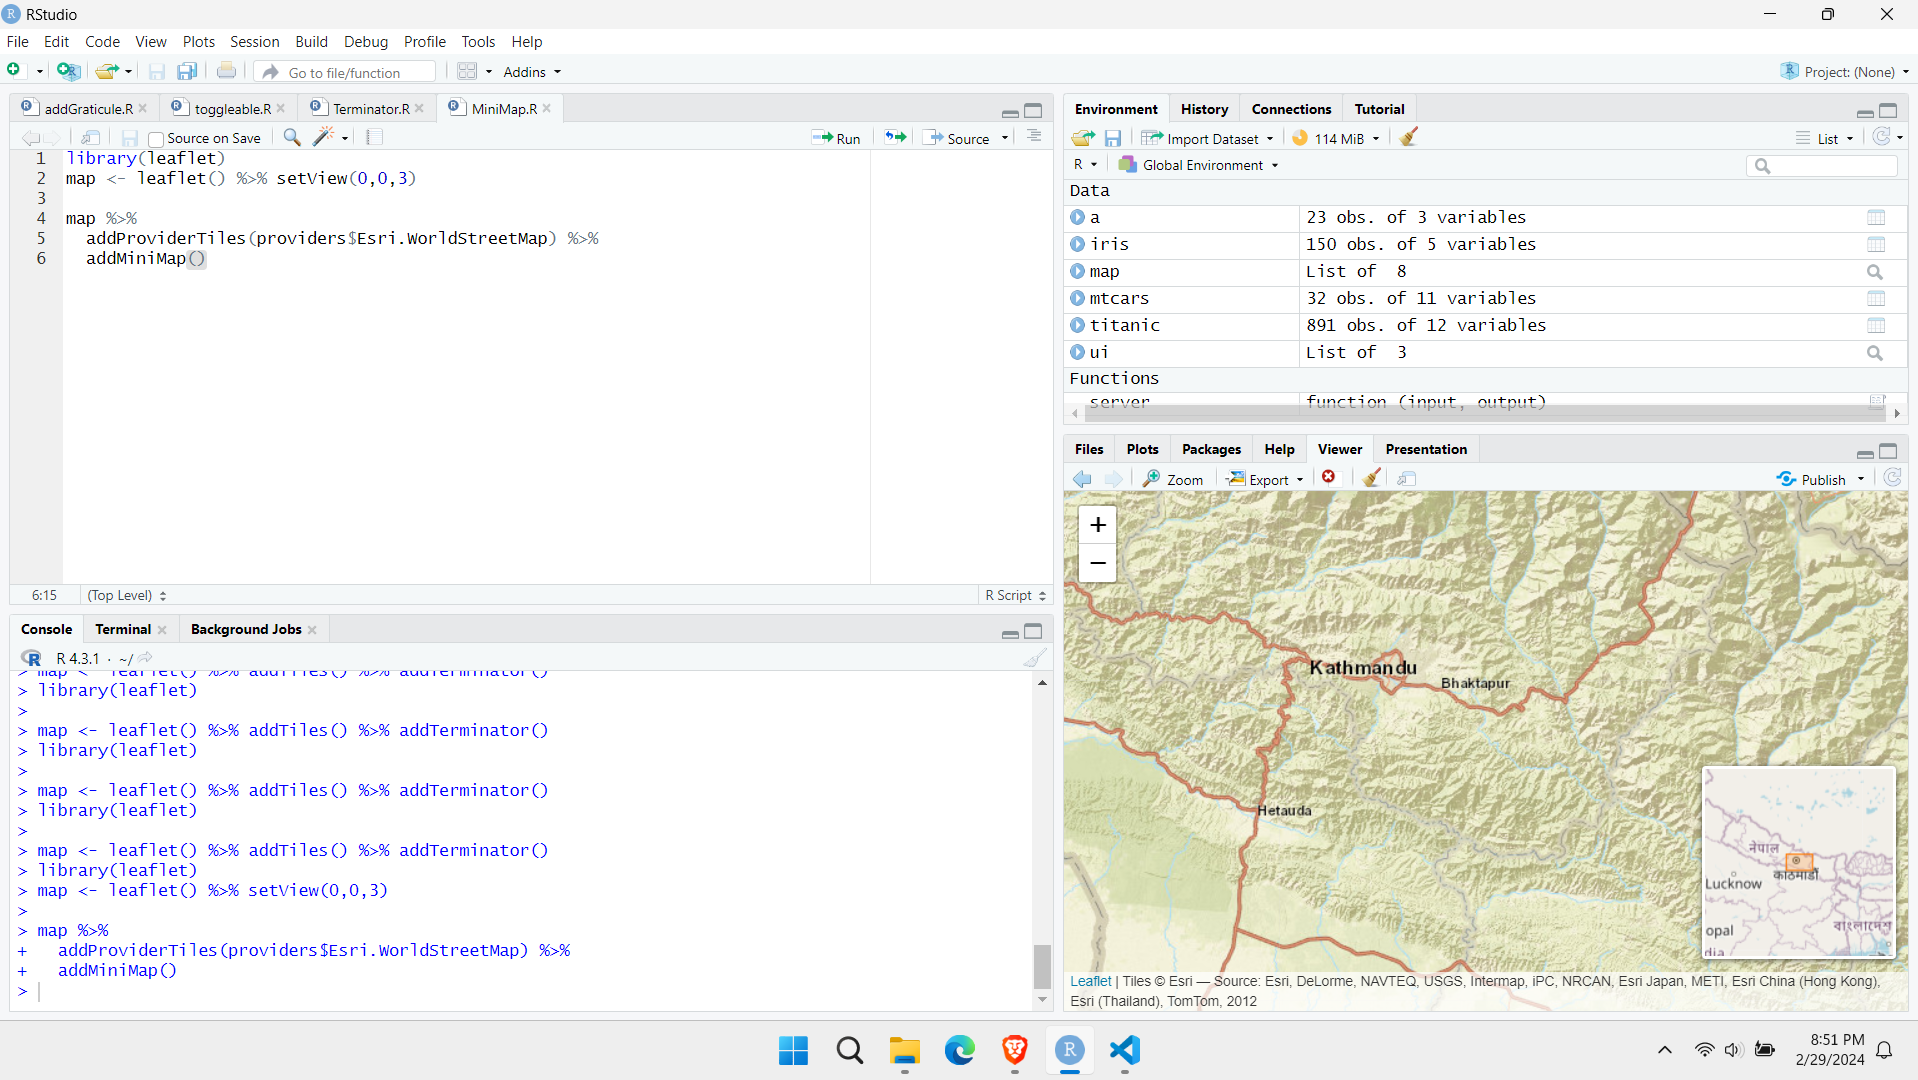 RStudio
File Edit Code View Plots Session Build Debug Profile Tools Help
Go to file/function Addins Project: (None)
addGraticule.R toggleable.R Terminator.R MiniMap.R
Source on Save Run Source
1 library(leaflet)
2 map <- leaflet() %>% setView(0,0,3)
3
4 map %>%
5 addProviderTiles(providers$Esri.WorldStreetMap) %>%
6 addMiniMap()
6:15 (Top Level) R Script
Console Terminal Background Jobs
R 4.3.1 · ~/
> map <- leaflet() %>% addTiles() %>% addTerminator()
> library(leaflet)
>
> map <- leaflet() %>% addTiles() %>% addTerminator()
> library(leaflet)
>
> map <- leaflet() %>% addTiles() %>% addTerminator()
> library(leaflet)
>
> map <- leaflet() %>% addTiles() %>% addTerminator()
> library(leaflet)
> map <- leaflet() %>% setView(0,0,3)
>
> map %>%
+ addProviderTiles(providers$Esri.WorldStreetMap) %>%
+ addMiniMap()
>
Environment History Connections Tutorial
Import Dataset 114 MiB List
R Global Environment
Data
a 23 obs. of 3 variables
iris 150 obs. of 5 variables
map List of 8
mtcars 32 obs. of 11 variables
titanic 891 obs. of 12 variables
ui List of 3
Functions
server function (input, output)
Files Plots Packages Help Viewer Presentation
Zoom Export Publish
+
−
Kathmandu
Bhaktapur
Hetauda
नेपाल
काठमाडौं
Lucknow
opal
বাংলাদেশ
dia
Leaflet | Tiles © Esri — Source: Esri, DeLorme, NAVTEQ, USGS, Intermap, iPC, NRCAN, Esri Japan, METI, Esri China (Hong Kong),
Esri (Thailand), TomTom, 2012
8:51 PM
2/29/2024